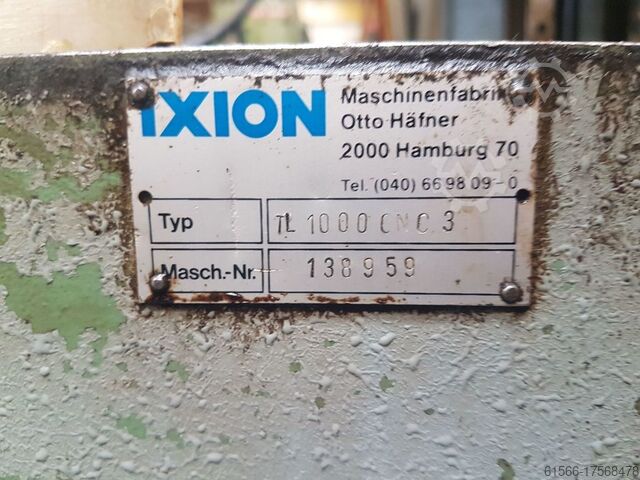 IXION
Maschinenfabrik
Otto Häfner
2000 Hamburg 70
Tel. (040) 66 98 09-0
Typ TL 1000 CNC 3
Masch.-Nr. 138959
61566-17568478